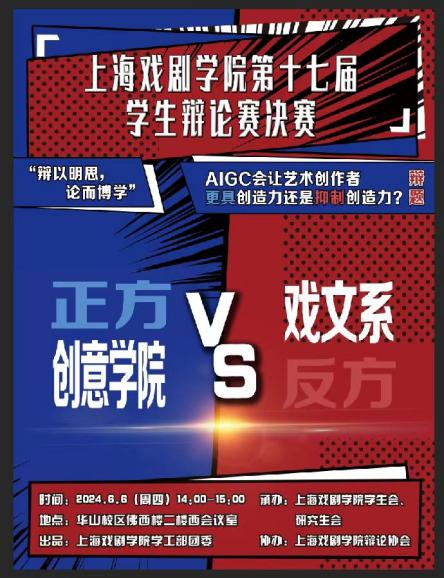 上海戏剧学院第十七届
学生辩论赛决赛
“辩以明思，
论而博学”
AIGC会让艺术创作者
更具创造力还是抑制创造力？
辩题
正方
创意学院
VS
戏文系
反方
时间：2024.6.6（周四）14:00-15:00
地点：华山校区佛西楼二楼西会议室
出品：上海戏剧学院学工部团委
承办：上海戏剧学院学生会、
研究生会
协办：上海戏剧学院辩论协会